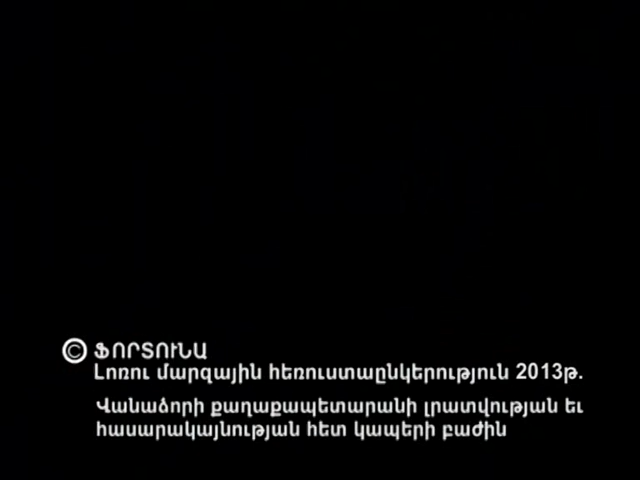 © ՖՈՐՏՈՒՆԱ
Լոռու մարզային հեռուստաընկերություն 2013թ.
Վանաձորի քաղաքապետարանի լրատվության եւ
հասարակայնության հետ կապերի բաժին